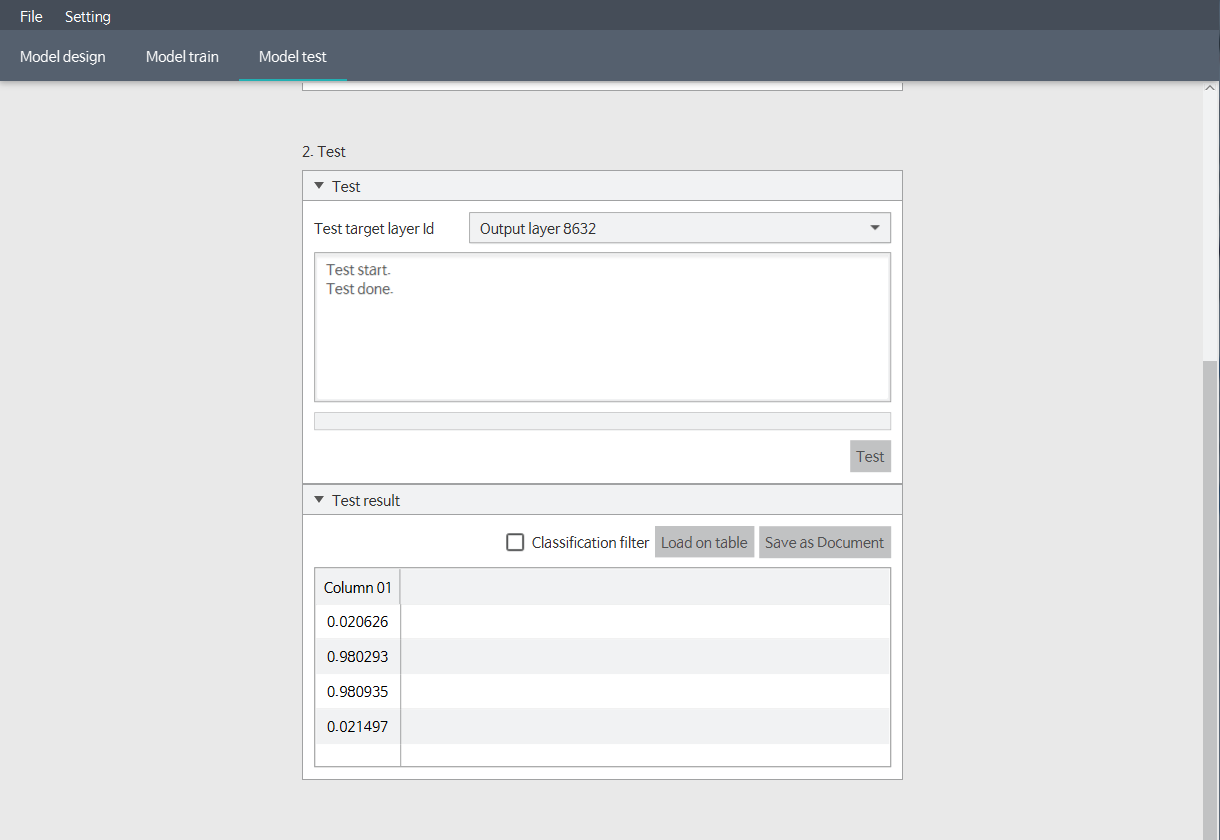 File Setting
Model design Model train Model test
2. Test
Test
Test target layer Id Output layer 8632
Test start.
Test done.
Test
Test result
Classification filter Load on table Save as Document
Column 01
0.020626
0.980293
0.980935
0.021497